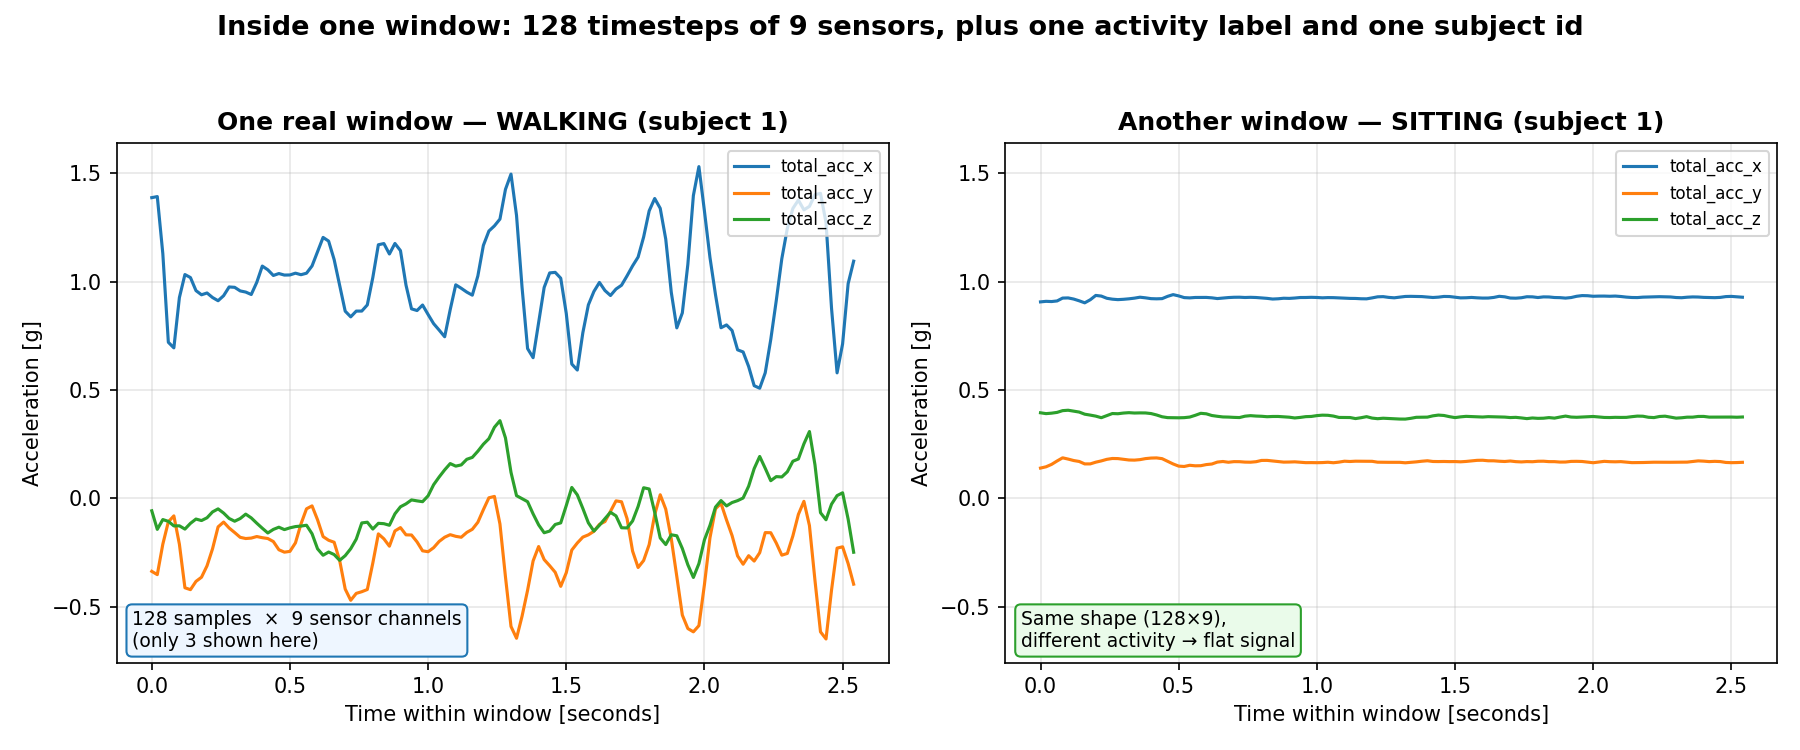 Inside one window: 128 timesteps of 9 sensors, plus one activity label and one subject id
One real window — WALKING (subject 1)
total_acc_x
total_acc_y
total_acc_z
1.5
1.0
0.5
0.0
−0.5
Acceleration [g]
128 samples × 9 sensor channels
(only 3 shown here)
0.0 0.5 1.0 1.5 2.0 2.5
Time within window [seconds]
Another window — SITTING (subject 1)
total_acc_x
total_acc_y
total_acc_z
1.5
1.0
0.5
0.0
−0.5
Acceleration [g]
Same shape (128×9),
different activity → flat signal
0.0 0.5 1.0 1.5 2.0 2.5
Time within window [seconds]